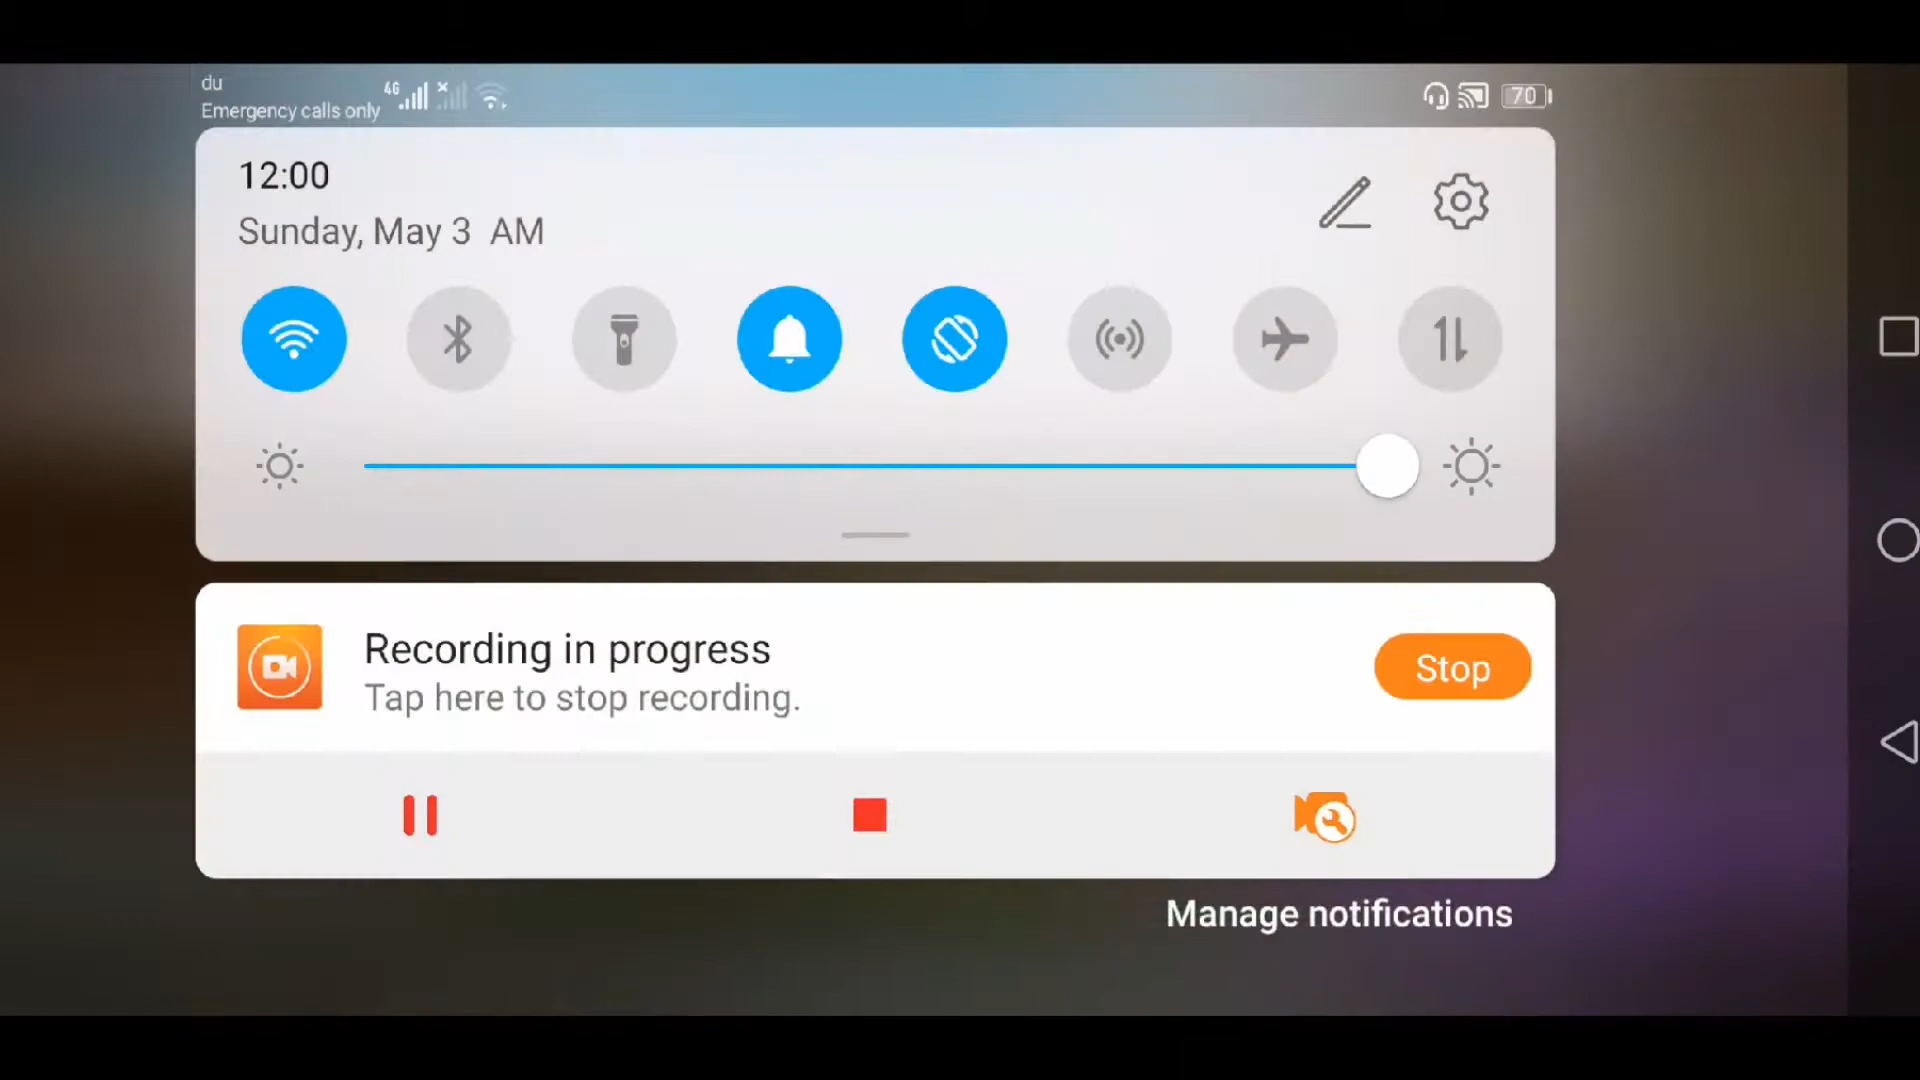 du
Emergency calls only
4G
70
12:00
Sunday, May 3 AM
Recording in progress
Tap here to stop recording.
Stop
Manage notifications